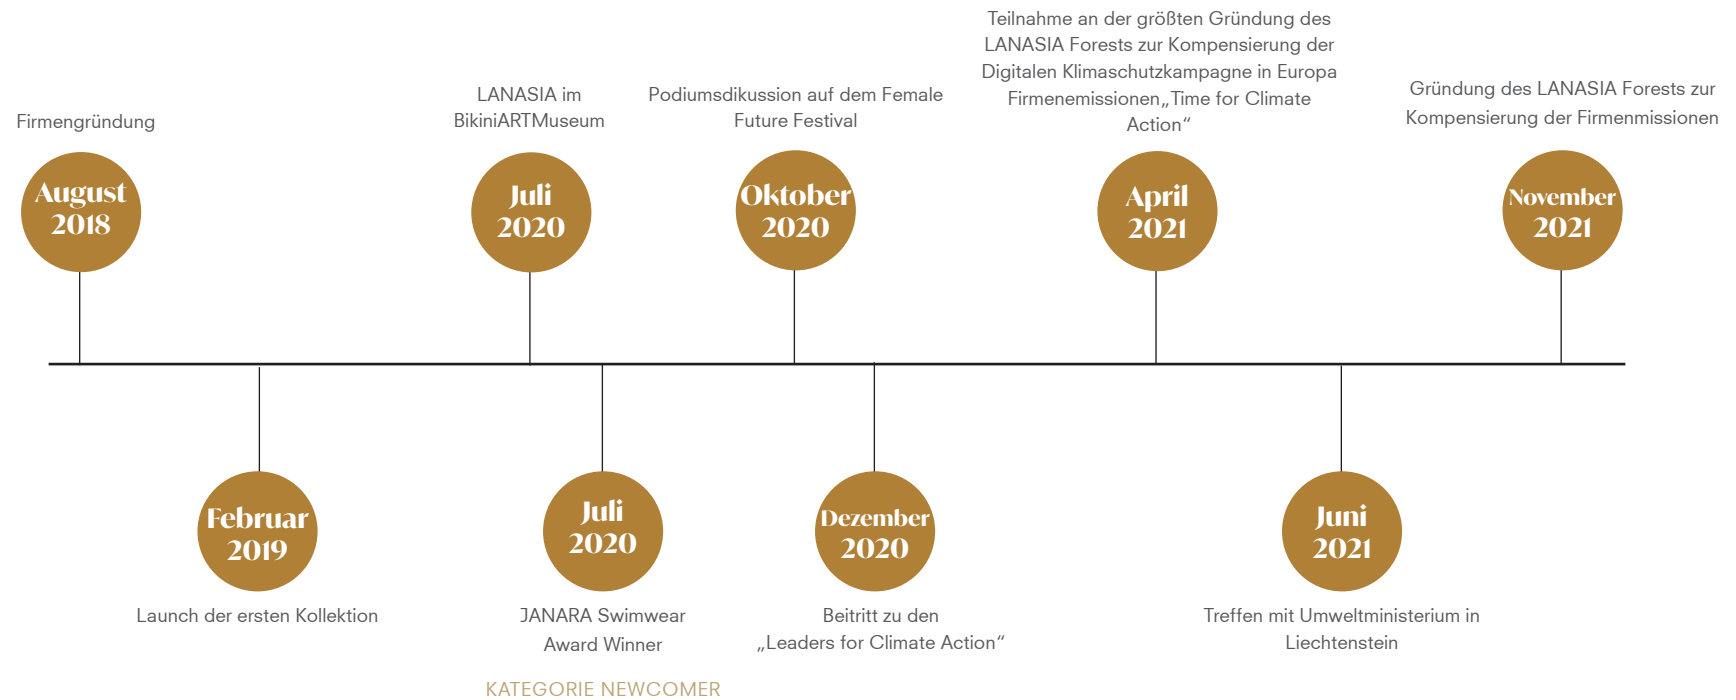 Firmengründung
August
2018
Februar
2019
Launch der ersten Kollektion
LANASIA im
BikiniARTMuseum
Juli
2020
Juli
2020
JANARA Swimwear
Award Winner
KATEGORIE NEWCOMER
Podiumsdikussion auf dem Female
Future Festival
Oktober
2020
Dezember
2020
Beitritt zu den
„Leaders for Climate Action“
Teilnahme an der größten Gründung des
LANASIA Forests zur Kompensierung der
Digitalen Klimaschutzkampagne in Europa
Firmenemissionen„Time for Climate
Action“
April
2021
Juni
2021
Treffen mit Umweltministerium in
Liechtenstein
Gründung des LANASIA Forests zur
Kompensierung der Firmenmissionen
November
2021